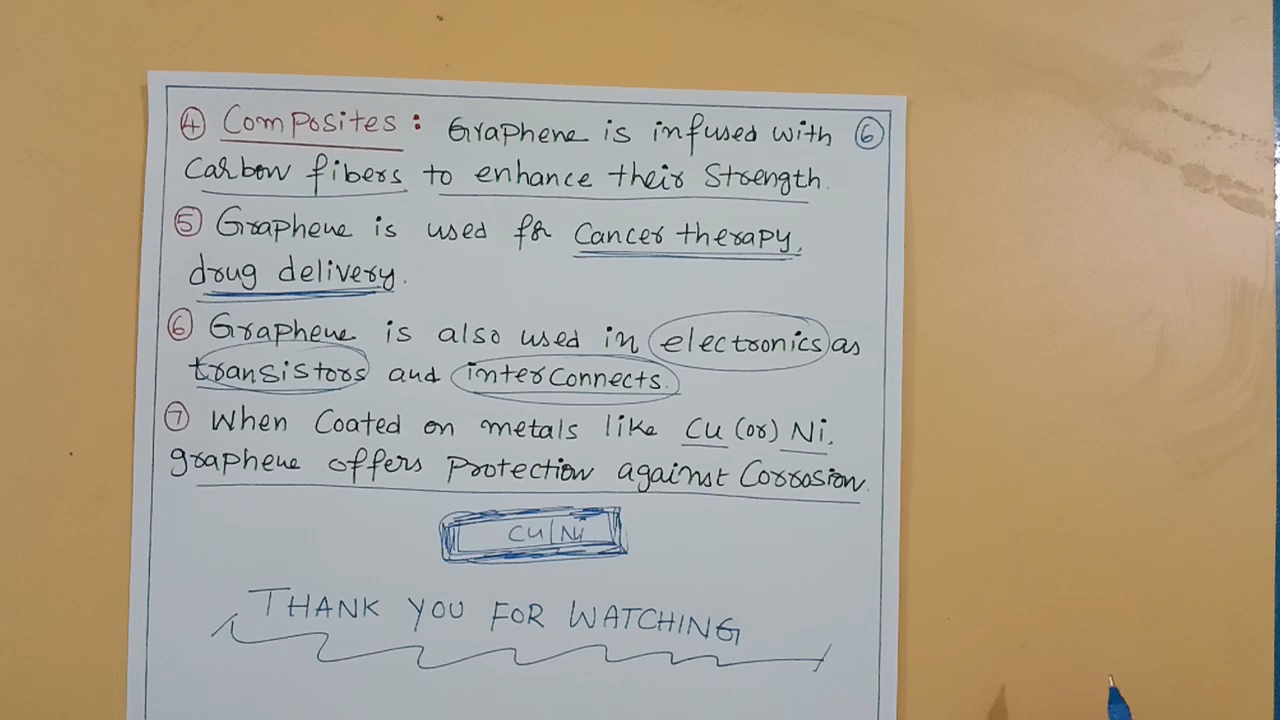 ④ Composites: Graphene is infused with ⑥
Carbon fibers to enhance their Strength.
⑤ Graphene is used for Cancer therapy,
drug delivery.
⑥ Graphene is also used in electronics as
transistors and interconnects.
⑦ When Coated on metals like Cu (or) Ni,
graphene offers Protection against Corrosion.
Cu|Ni
THANK YOU FOR WATCHING